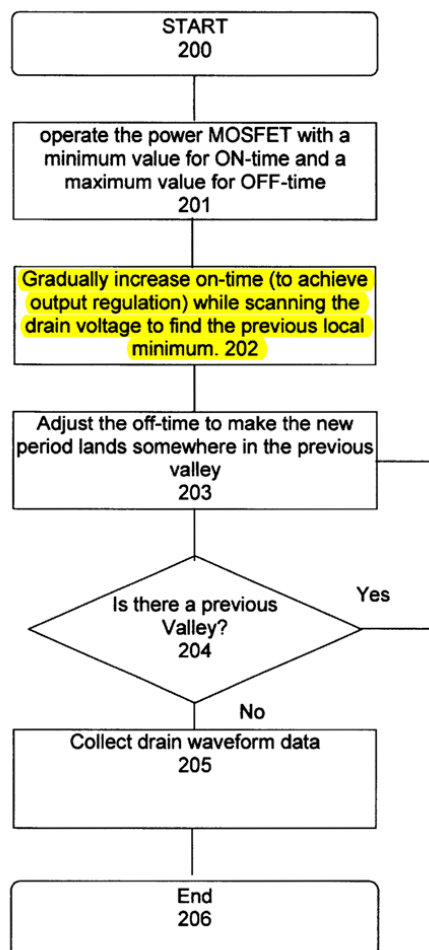 START
200
operate the power MOSFET with a
minimum value for ON-time and a
maximum value for OFF-time
201
Gradually increase on-time (to achieve
output regulation) while scanning the
drain voltage to find the previous local
minimum. 202
Adjust the off-time to make the new
period lands somewhere in the previous
valley
203
Is there a previous
Valley?
204
Yes
No
Collect drain waveform data
205
End
206